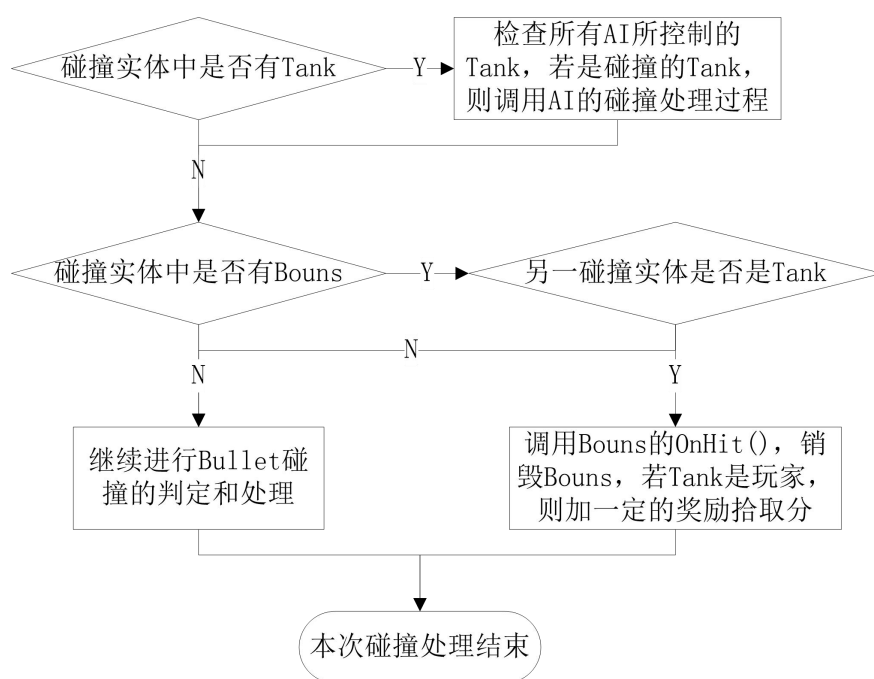 碰撞实体中是否有Tank
Y
检查所有AI所控制的
Tank，若是碰撞的Tank，
则调用AI的碰撞处理过程
N
碰撞实体中是否有Bouns
Y
另一碰撞实体是否是Tank
N
N
Y
继续进行Bullet碰
撞的判定和处理
调用Bouns的OnHit()，销
毁Bouns，若Tank是玩家，
则加一定的奖励拾取分
本次碰撞处理结束